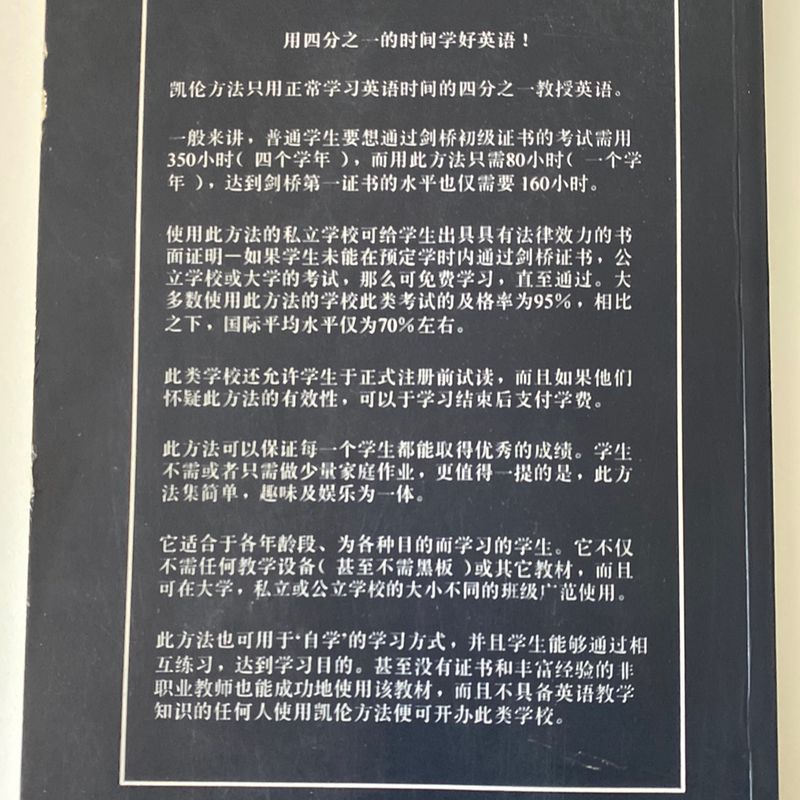 用四分之一的时间学好英语！
凯伦方法只用正常学习英语时间的四分之一教授英语。
一般来讲，普通学生要想通过剑桥初级证书的考试需用
350小时( 四个学年 )，而用此方法只需80小时( 一个学
年 )，达到剑桥第一证书的水平也仅需要 160小时。
使用此方法的私立学校可给学生出具具有法律效力的书
面证明—如果学生未能在预定学时内通过剑桥证书，公
立学校或大学的考试，那么可免费学习，直至通过。大
多数使用此方法的学校此类考试的及格率为95%，相比
之下，国际平均水平仅为70%左右。
此类学校还允许学生于正式注册前试读，而且如果他们
怀疑此方法的有效性，可以于学习结束后支付学费。
此方法可以保证每一个学生都能取得优秀的成绩。学生
不需或者只需做少量家庭作业，更值得一提的是，此方
法集简单，趣味及娱乐为一体。
它适合于各年龄段、为各种目的而学习的学生。它不仅
不需任何教学设备( 甚至不需黑板 )或其它教材，而且
可在大学，私立或公立学校的大小不同的班级广范使用。
此方法也可用于‘自学’的学习方式，并且学生能够通过相
互练习，达到学习目的。甚至没有证书和丰富经验的非
职业教师也能成功地使用该教材，而且不具备英语教学
知识的任何人使用凯伦方法便可开办此类学校。